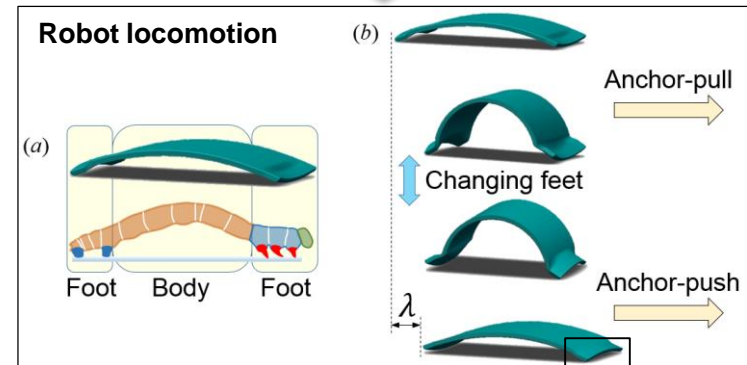 Robot locomotion
(a)
Foot Body Foot
(b)
Anchor-pull
Changing feet
Anchor-push
λ